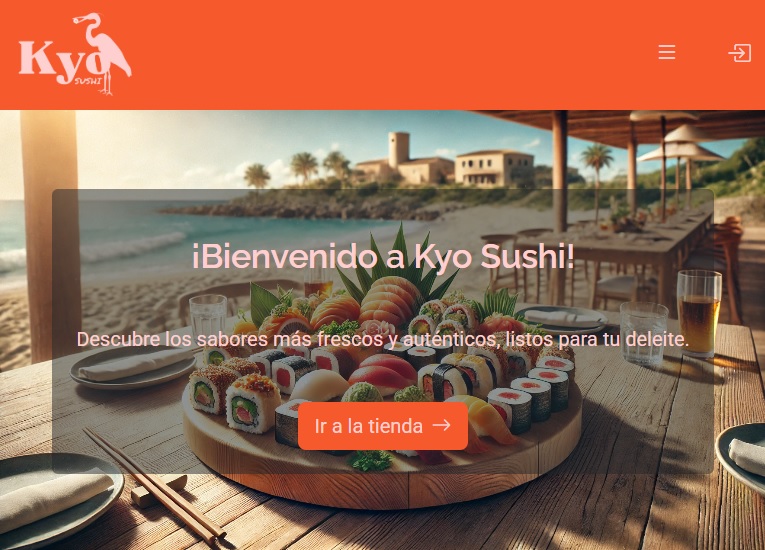 Kyo
SUSHI
¡Bienvenido a Kyo Sushi!
Descubre los sabores más frescos y auténticos, listos para tu deleite.
Ir a la tienda →